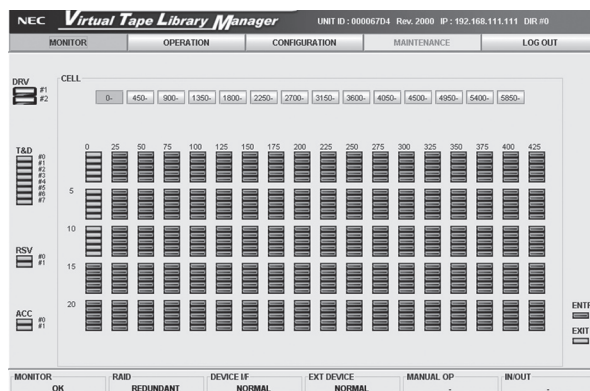 NEC Virtual Tape Library Manager UNIT ID : 000067D4 Rev. 2000 IP : 192.168.111.111 DIR #0
MONITOR OPERATION CONFIGURATION MAINTENANCE LOG OUT
DRV
#1
#2
CELL
0- 450- 900- 1350- 1800- 2250- 2700- 3150- 3600- 4050- 4500- 4950- 5400- 5850-
T&D
#0
#1
#2
#3
#4
#5
#6
#7
0 25 50 75 100 125 150 175 200 225 250 275 300 325 350 375 400 425
5
10
15
20
RSV
#0
#1
ACC
#0
#1
ENTR
EXIT
MONITOR RAID DEVICE I/F EXT DEVICE MANUAL OP IN/OUT
OK REDUNDANT NORMAL NORMAL - -